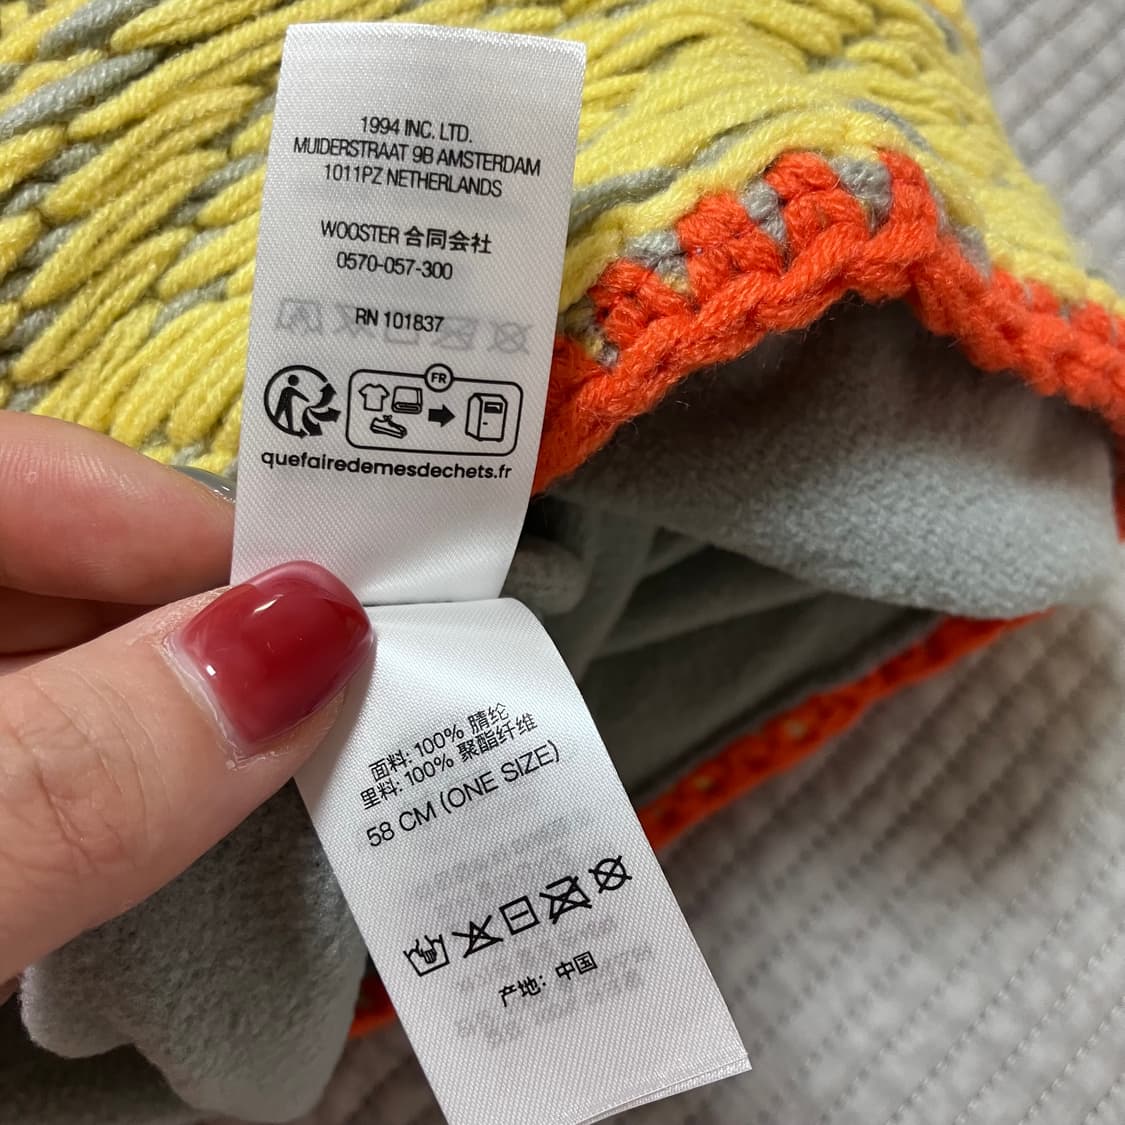 1994 INC. LTD.
MUIDERSTRAAT 9B AMSTERDAM
1011PZ NETHERLANDS
WOOSTER 合同会社
0570-057-300
RN 101837
FR
quefairedemesdechets.fr
面料: 100% 腈纶
里料: 100% 聚酯纤维
58 CM (ONE SIZE)
产地: 中国